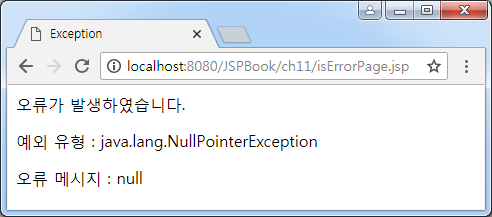 Exception
localhost:8080/JSPBook/ch11/isErrorPage.jsp
오류가 발생하였습니다.
예외 유형 : java.lang.NullPointerException
오류 메시지 : null